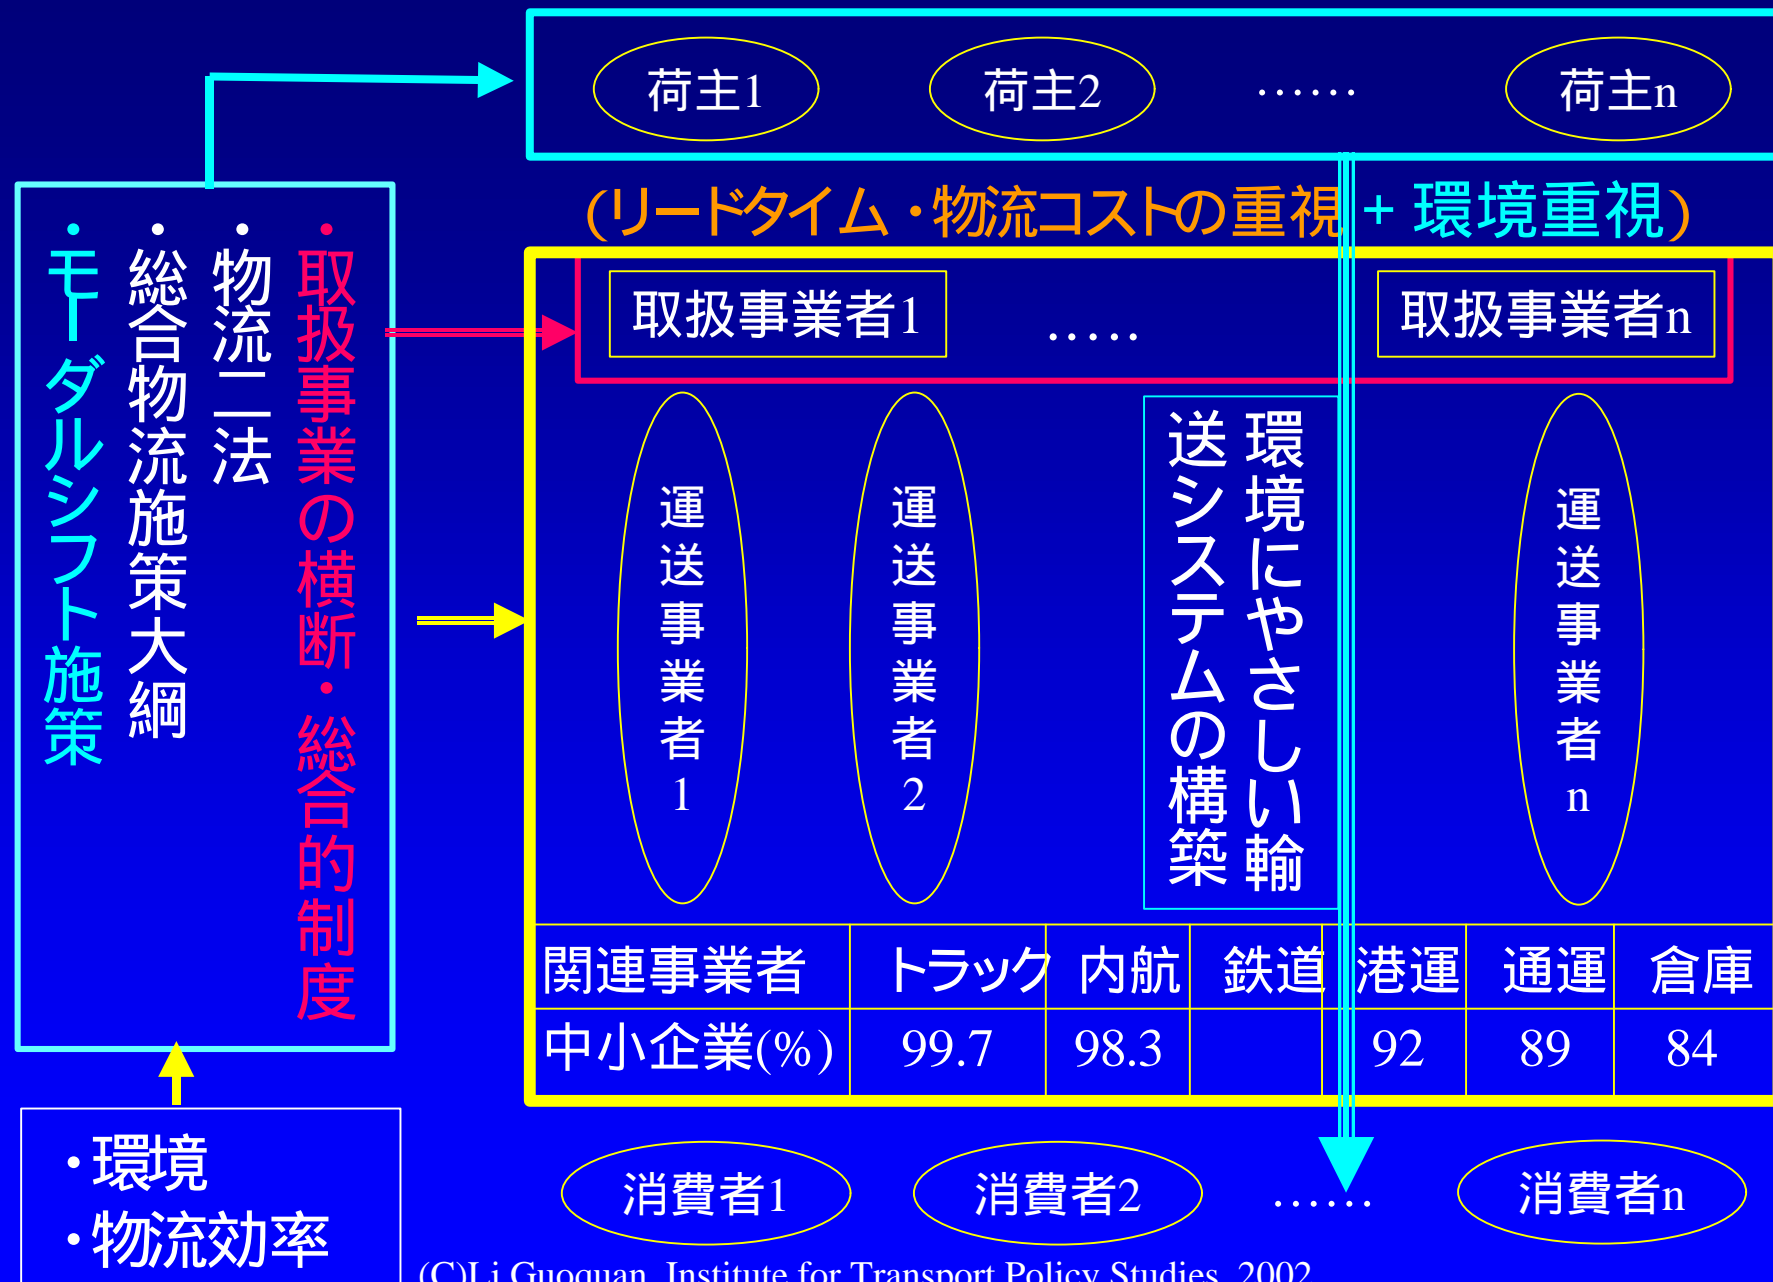 荷主1 荷主2 …… 荷主n
(リードタイム・物流コストの重視 + 環境重視)
・取扱事業の横断・総合的制度
・物流二法
・総合物流施策大綱
・モーダルシフト施策
取扱事業者1 ….. 取扱事業者n
運送事業者1
運送事業者2
環境にやさしい輸
送システムの構築
運送事業者n
関連事業者 トラック 内航 鉄道 港運 通運 倉庫
中小企業(%) 99.7 98.3 92 89 84
・環境
・物流効率
消費者1 消費者2 …… 消費者n
(C)Li Guoquan, Institute for Transport Policy Studies, 2002